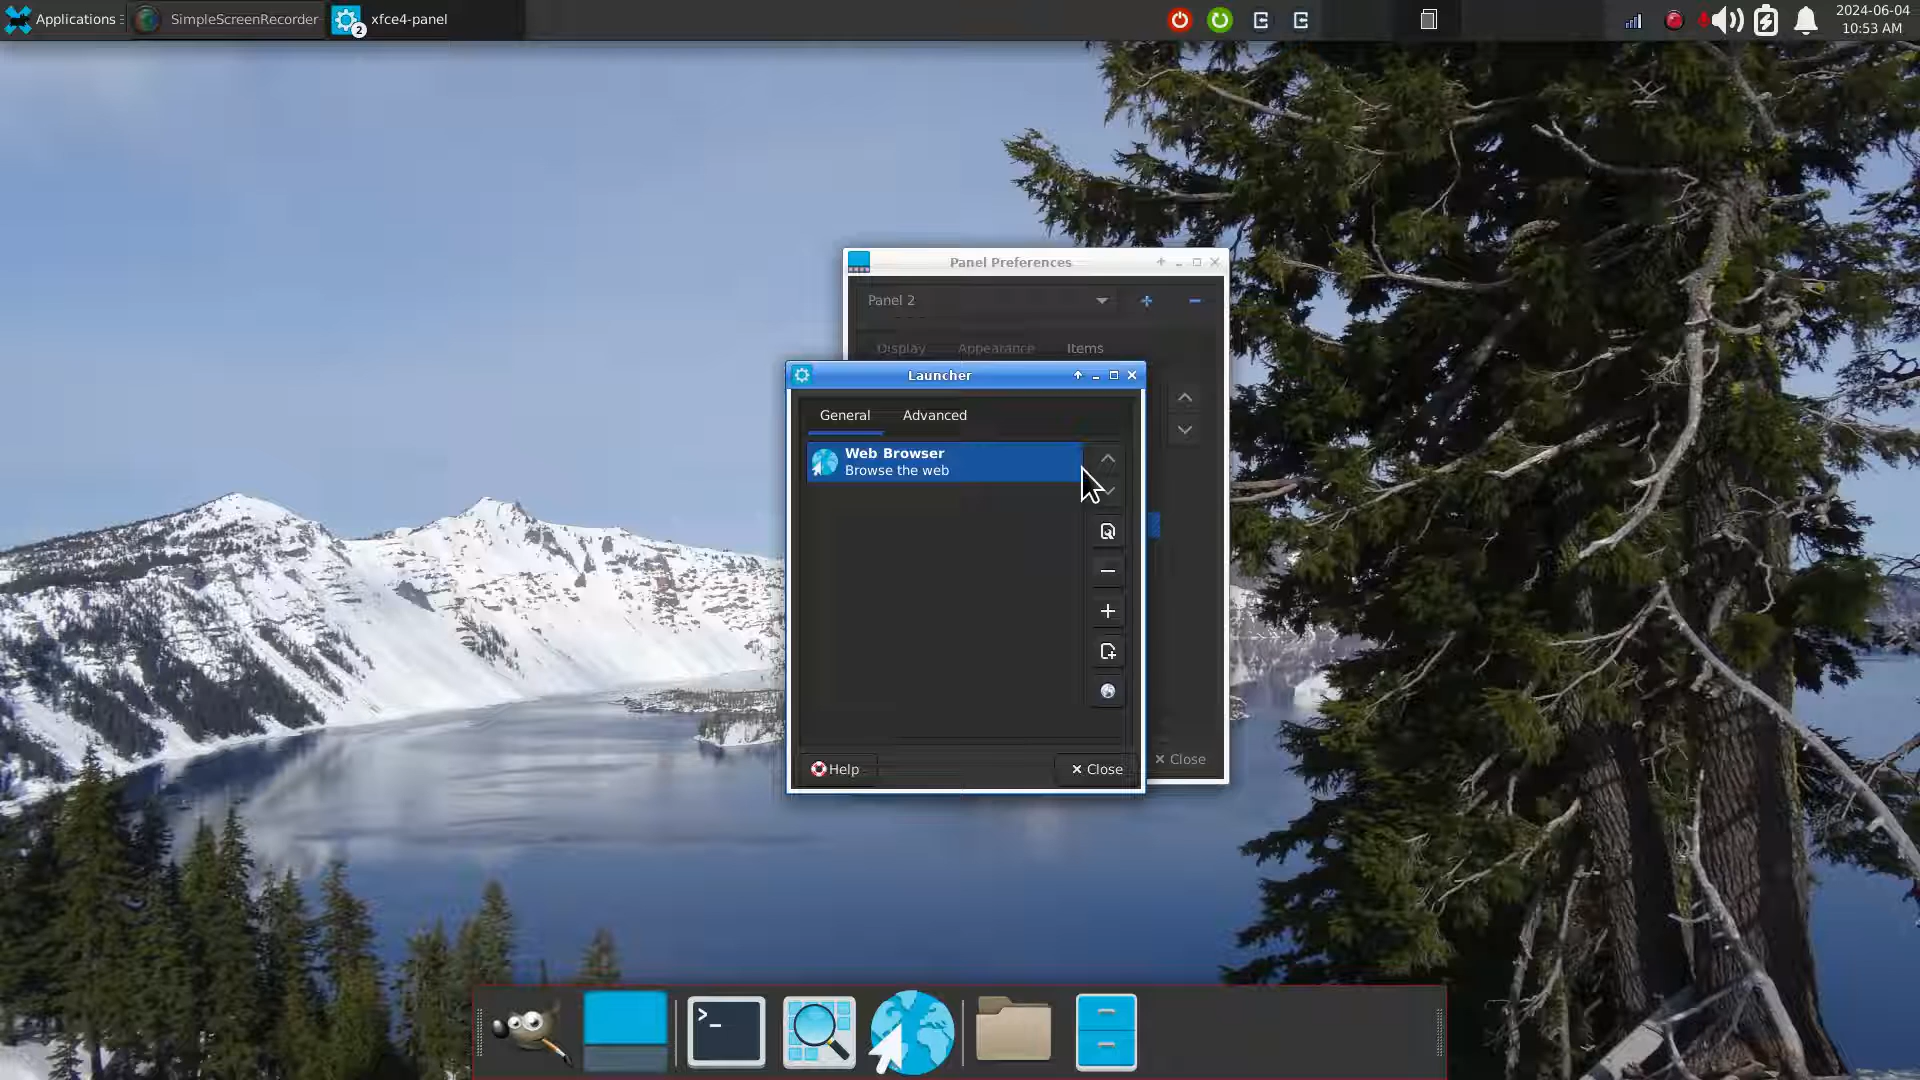 Applications
SimpleScreenRecorder
2
xfce4-panel
2024-06-04
10:53 AM
Panel Preferences
Panel 2
Display
Appearance
Items
Launcher
General
Advanced
Web Browser
Browse the web
Help
Close
Close
>_